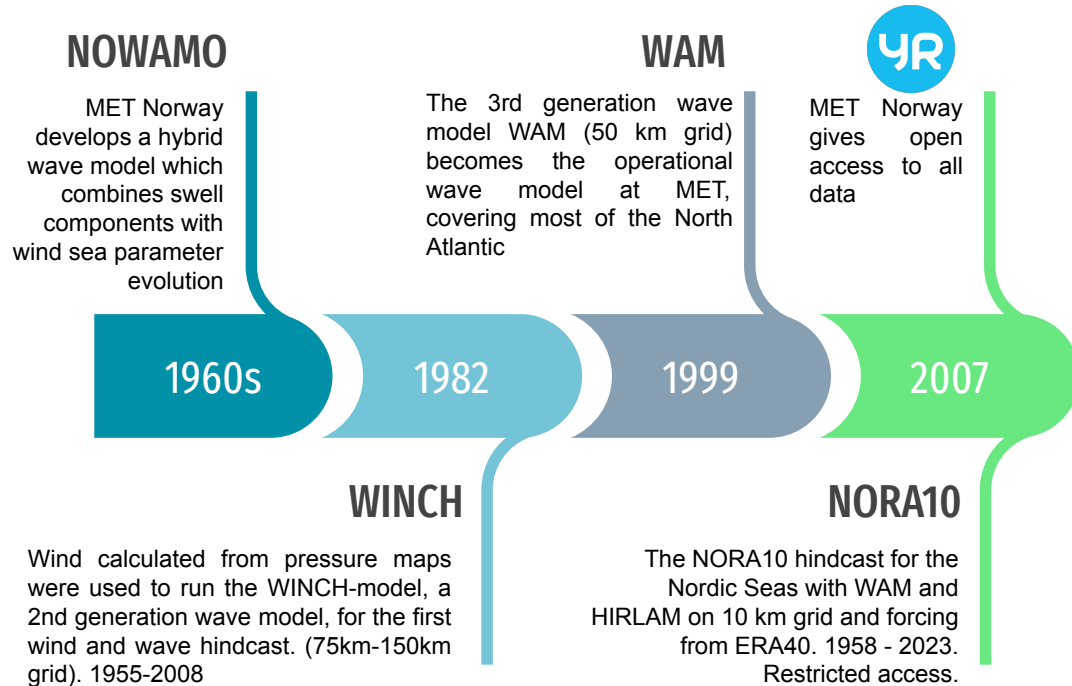 NOWAMO
MET Norway
develops a hybrid
wave model which
combines swell
components with
wind sea parameter
evolution
WAM
The 3rd generation wave
model WAM (50 km grid)
becomes the operational
wave model at MET,
covering most of the North
Atlantic
YR
MET Norway
gives open
access to all
data
1960s
1982
1999
2007
WINCH
Wind calculated from pressure maps
were used to run the WINCH-model, a
2nd generation wave model, for the first
wind and wave hindcast. (75km-150km
grid). 1955-2008
NORA10
The NORA10 hindcast for the
Nordic Seas with WAM and
HIRLAM on 10 km grid and forcing
from ERA40. 1958 - 2023.
Restricted access.